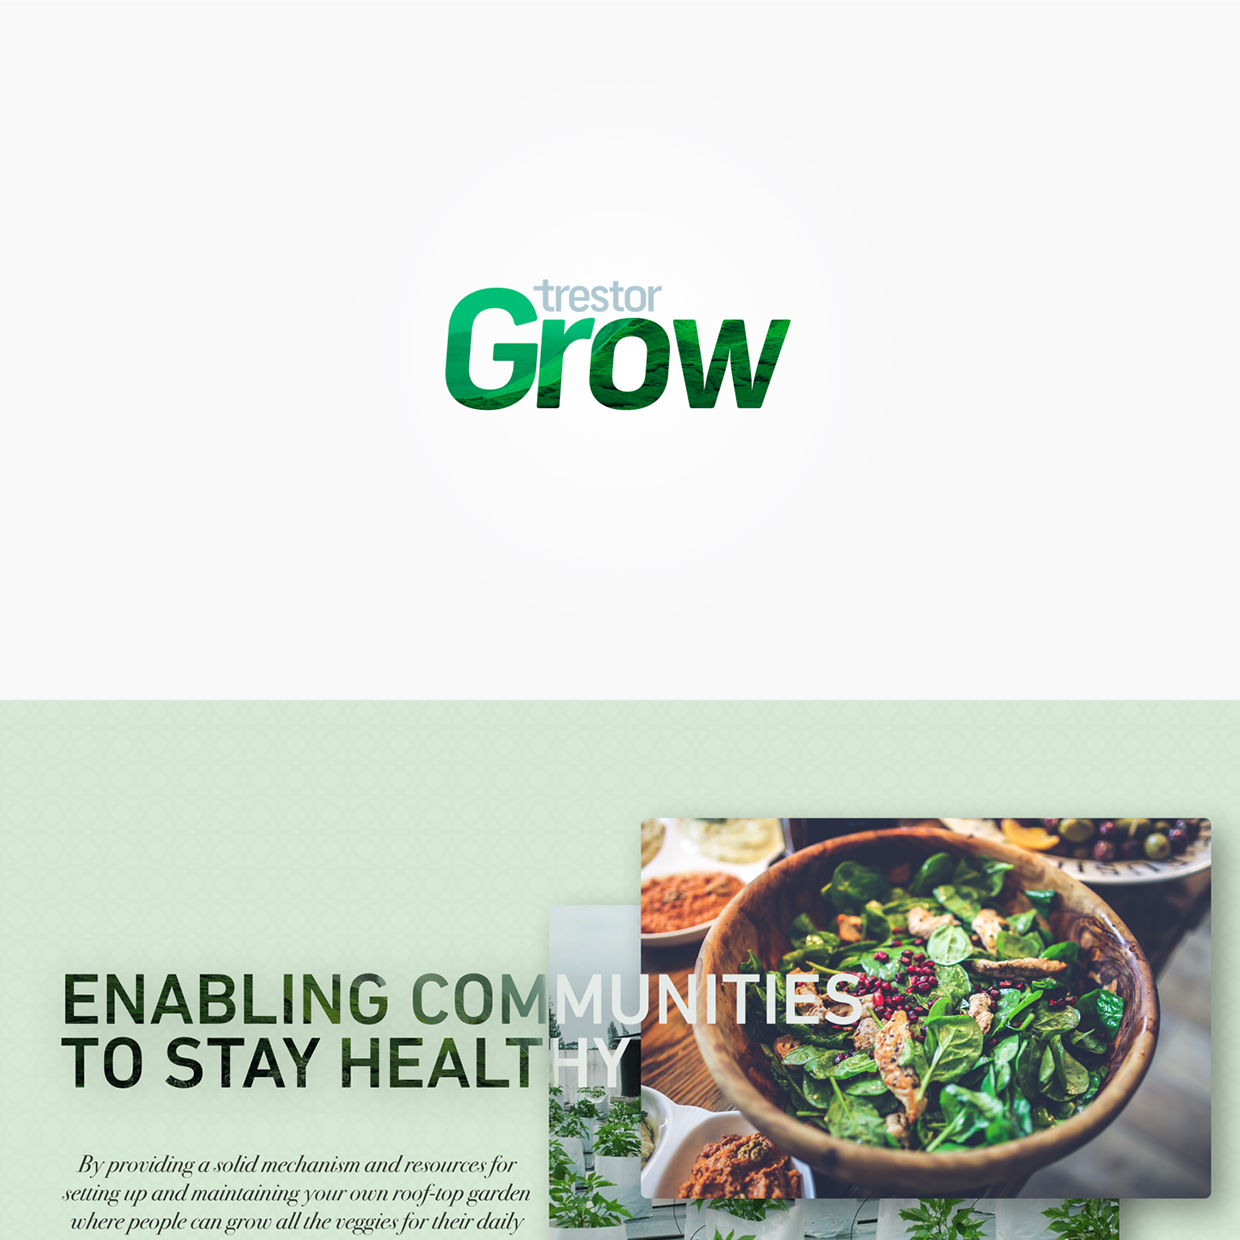 trestor
Grow
ENABLING COMMUNITIES
TO STAY HEALTHY
By providing a solid mechanism and resources for
setting up and maintaining your own roof-top garden
where people can grow all the veggies for their daily